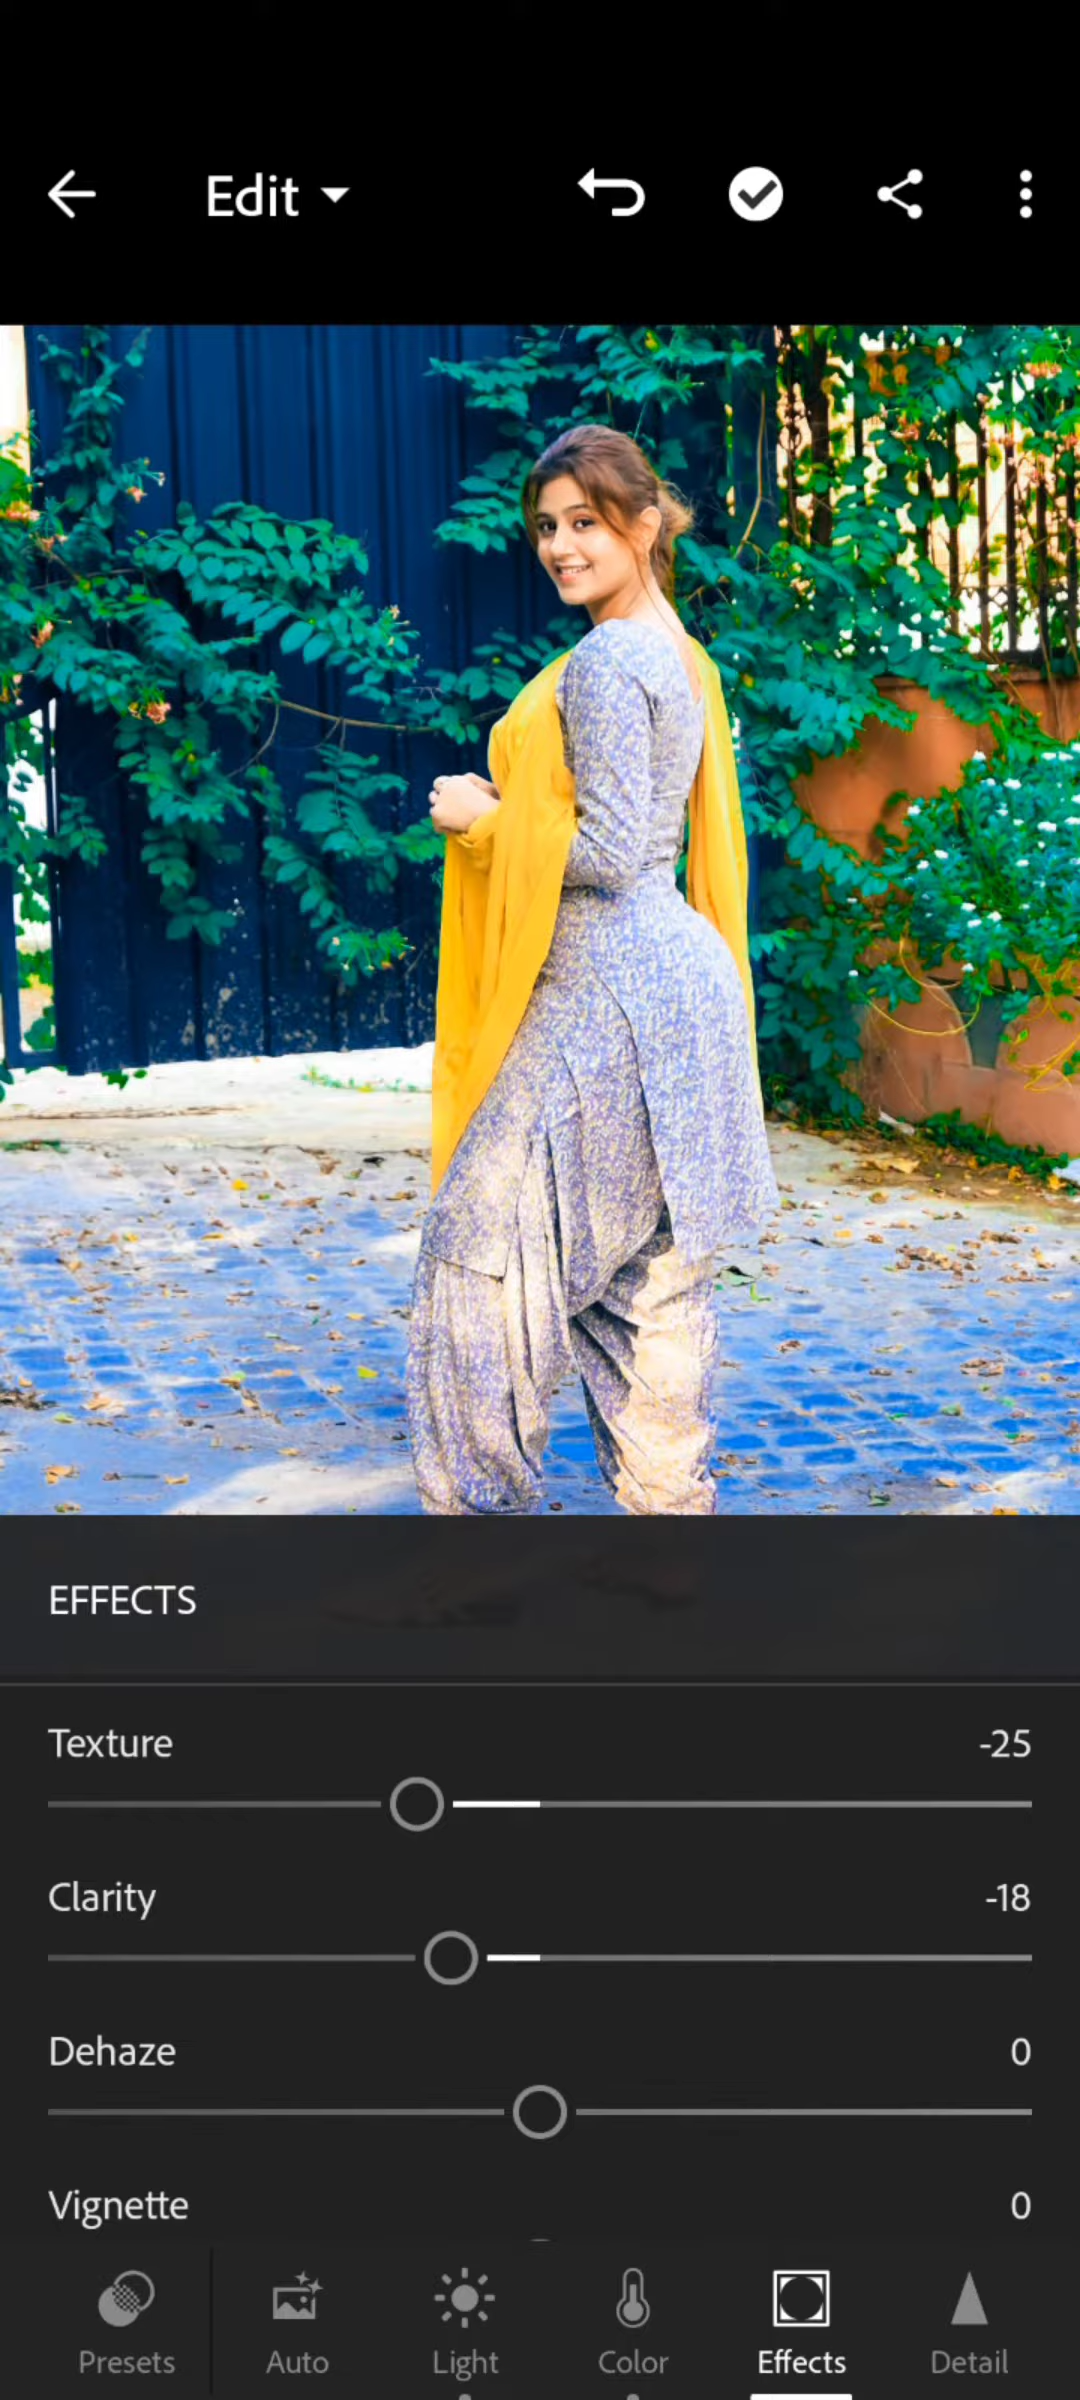 Edit
EFFECTS
Texture -25
Clarity -18
Dehaze 0
Vignette 0
Presets Auto Light Color Effects Detail